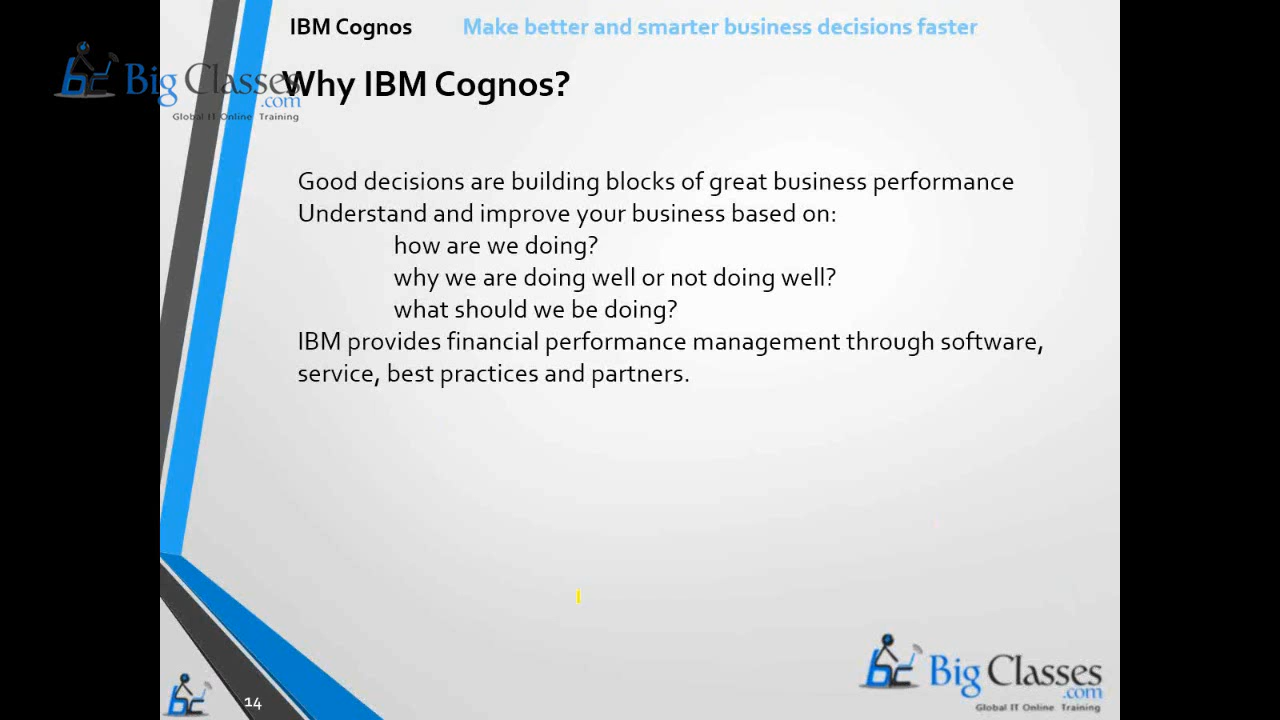 IBM Cognos Make better and smarter business decisions faster
Big Classes
.com
Global IT Online Training
Why IBM Cognos?
Good decisions are building blocks of great business performance
Understand and improve your business based on:
how are we doing?
why we are doing well or not doing well?
what should we be doing?
IBM provides financial performance management through software,
service, best practices and partners.
Big Classes
.com
Global IT Online Training
14